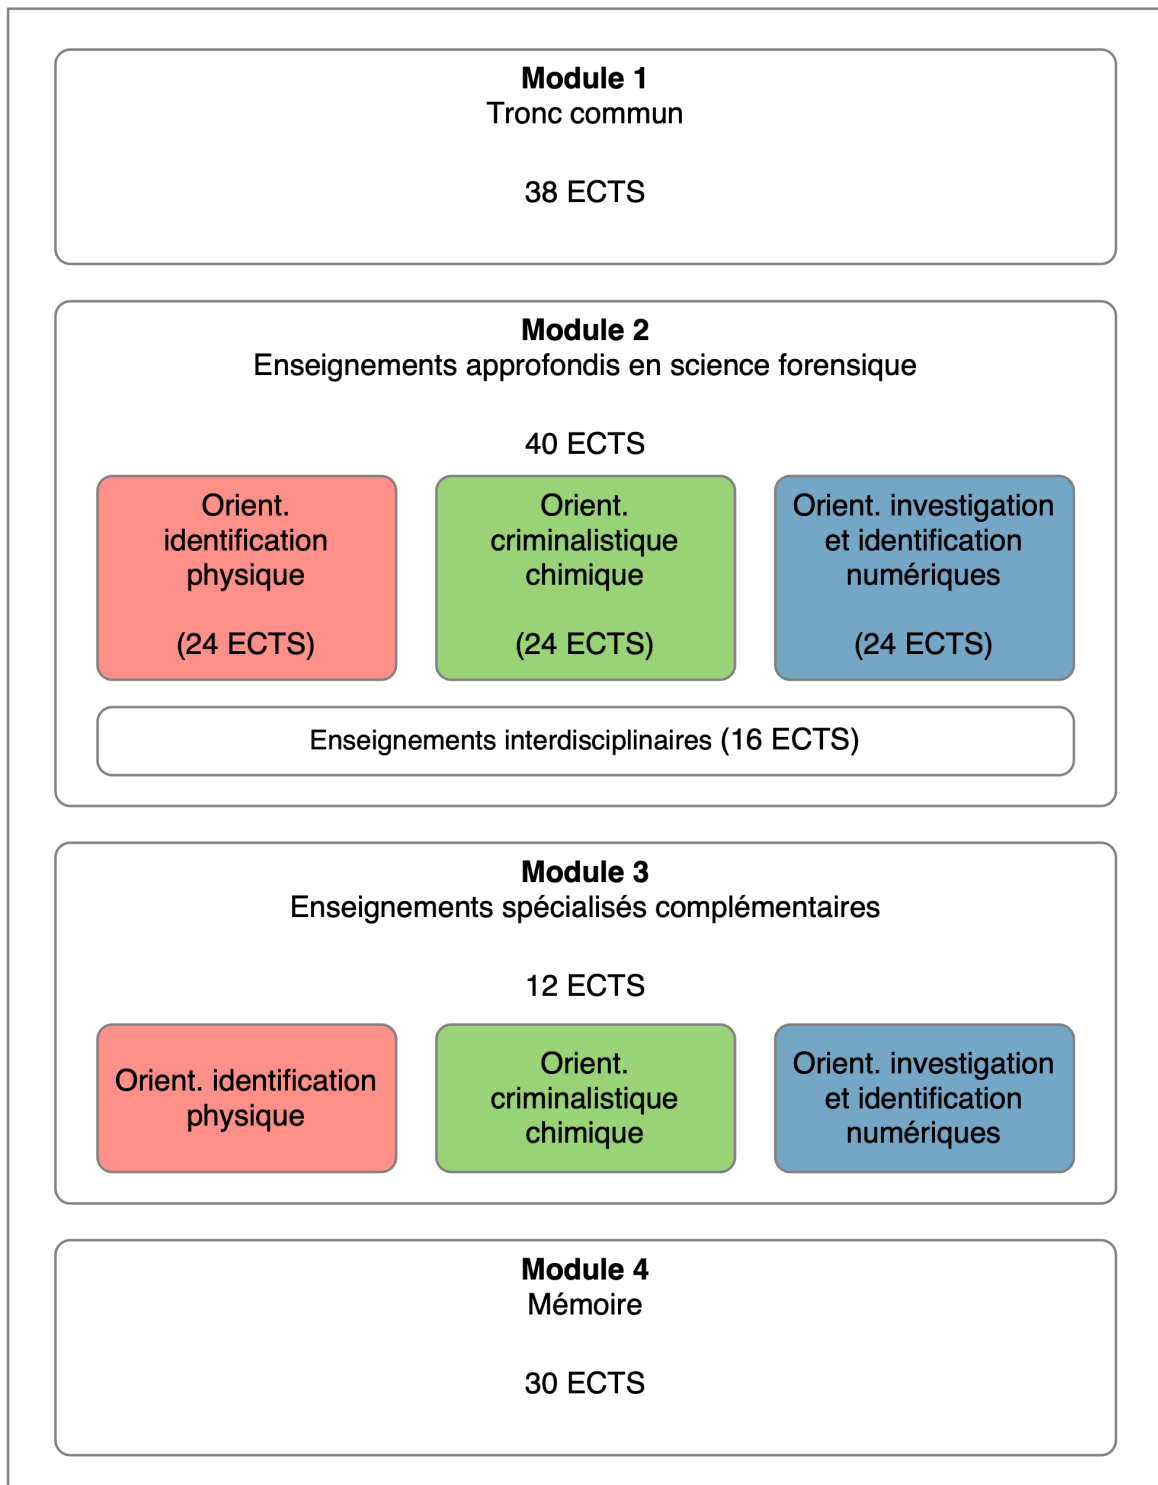 Module 1
Tronc commun
38 ECTS
Module 2
Enseignements approfondis en science forensique
40 ECTS
Orient.
identification
physique
(24 ECTS)
Orient.
criminalistique
chimique
(24 ECTS)
Orient. investigation
et identification
numériques
(24 ECTS)
Enseignements interdisciplinaires (16 ECTS)
Module 3
Enseignements spécialisés complémentaires
12 ECTS
Orient. identification
physique
Orient.
criminalistique
chimique
Orient. investigation
et identification
numériques
Module 4
Mémoire
30 ECTS